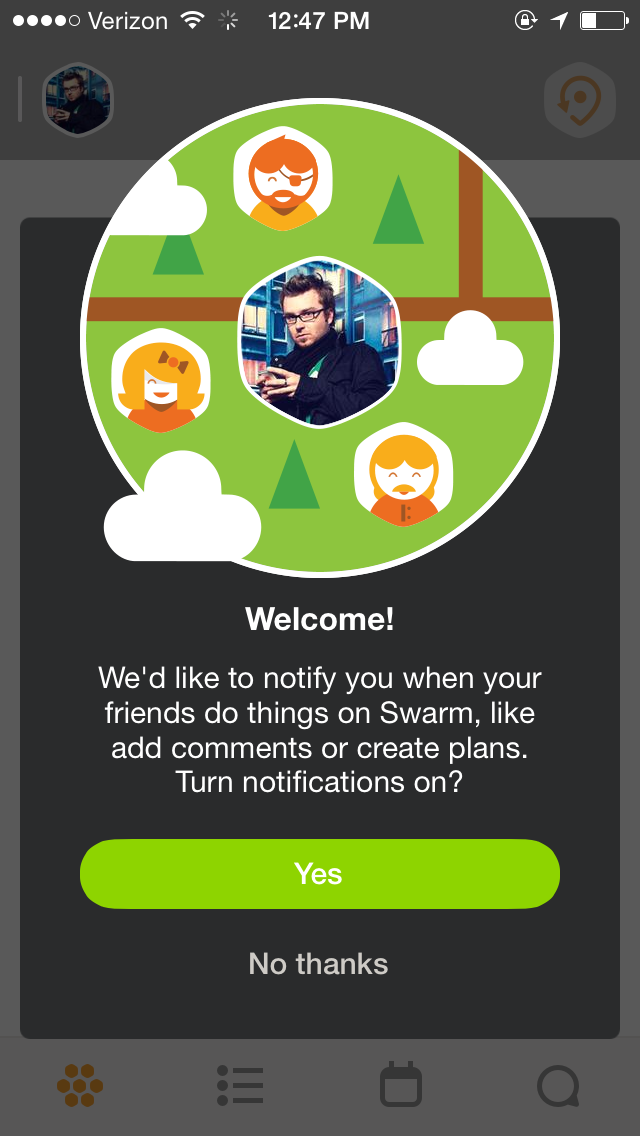 Verizon 12:47 PM
Welcome!
We'd like to notify you when your
friends do things on Swarm, like
add comments or create plans.
Turn notifications on?
Yes
No thanks